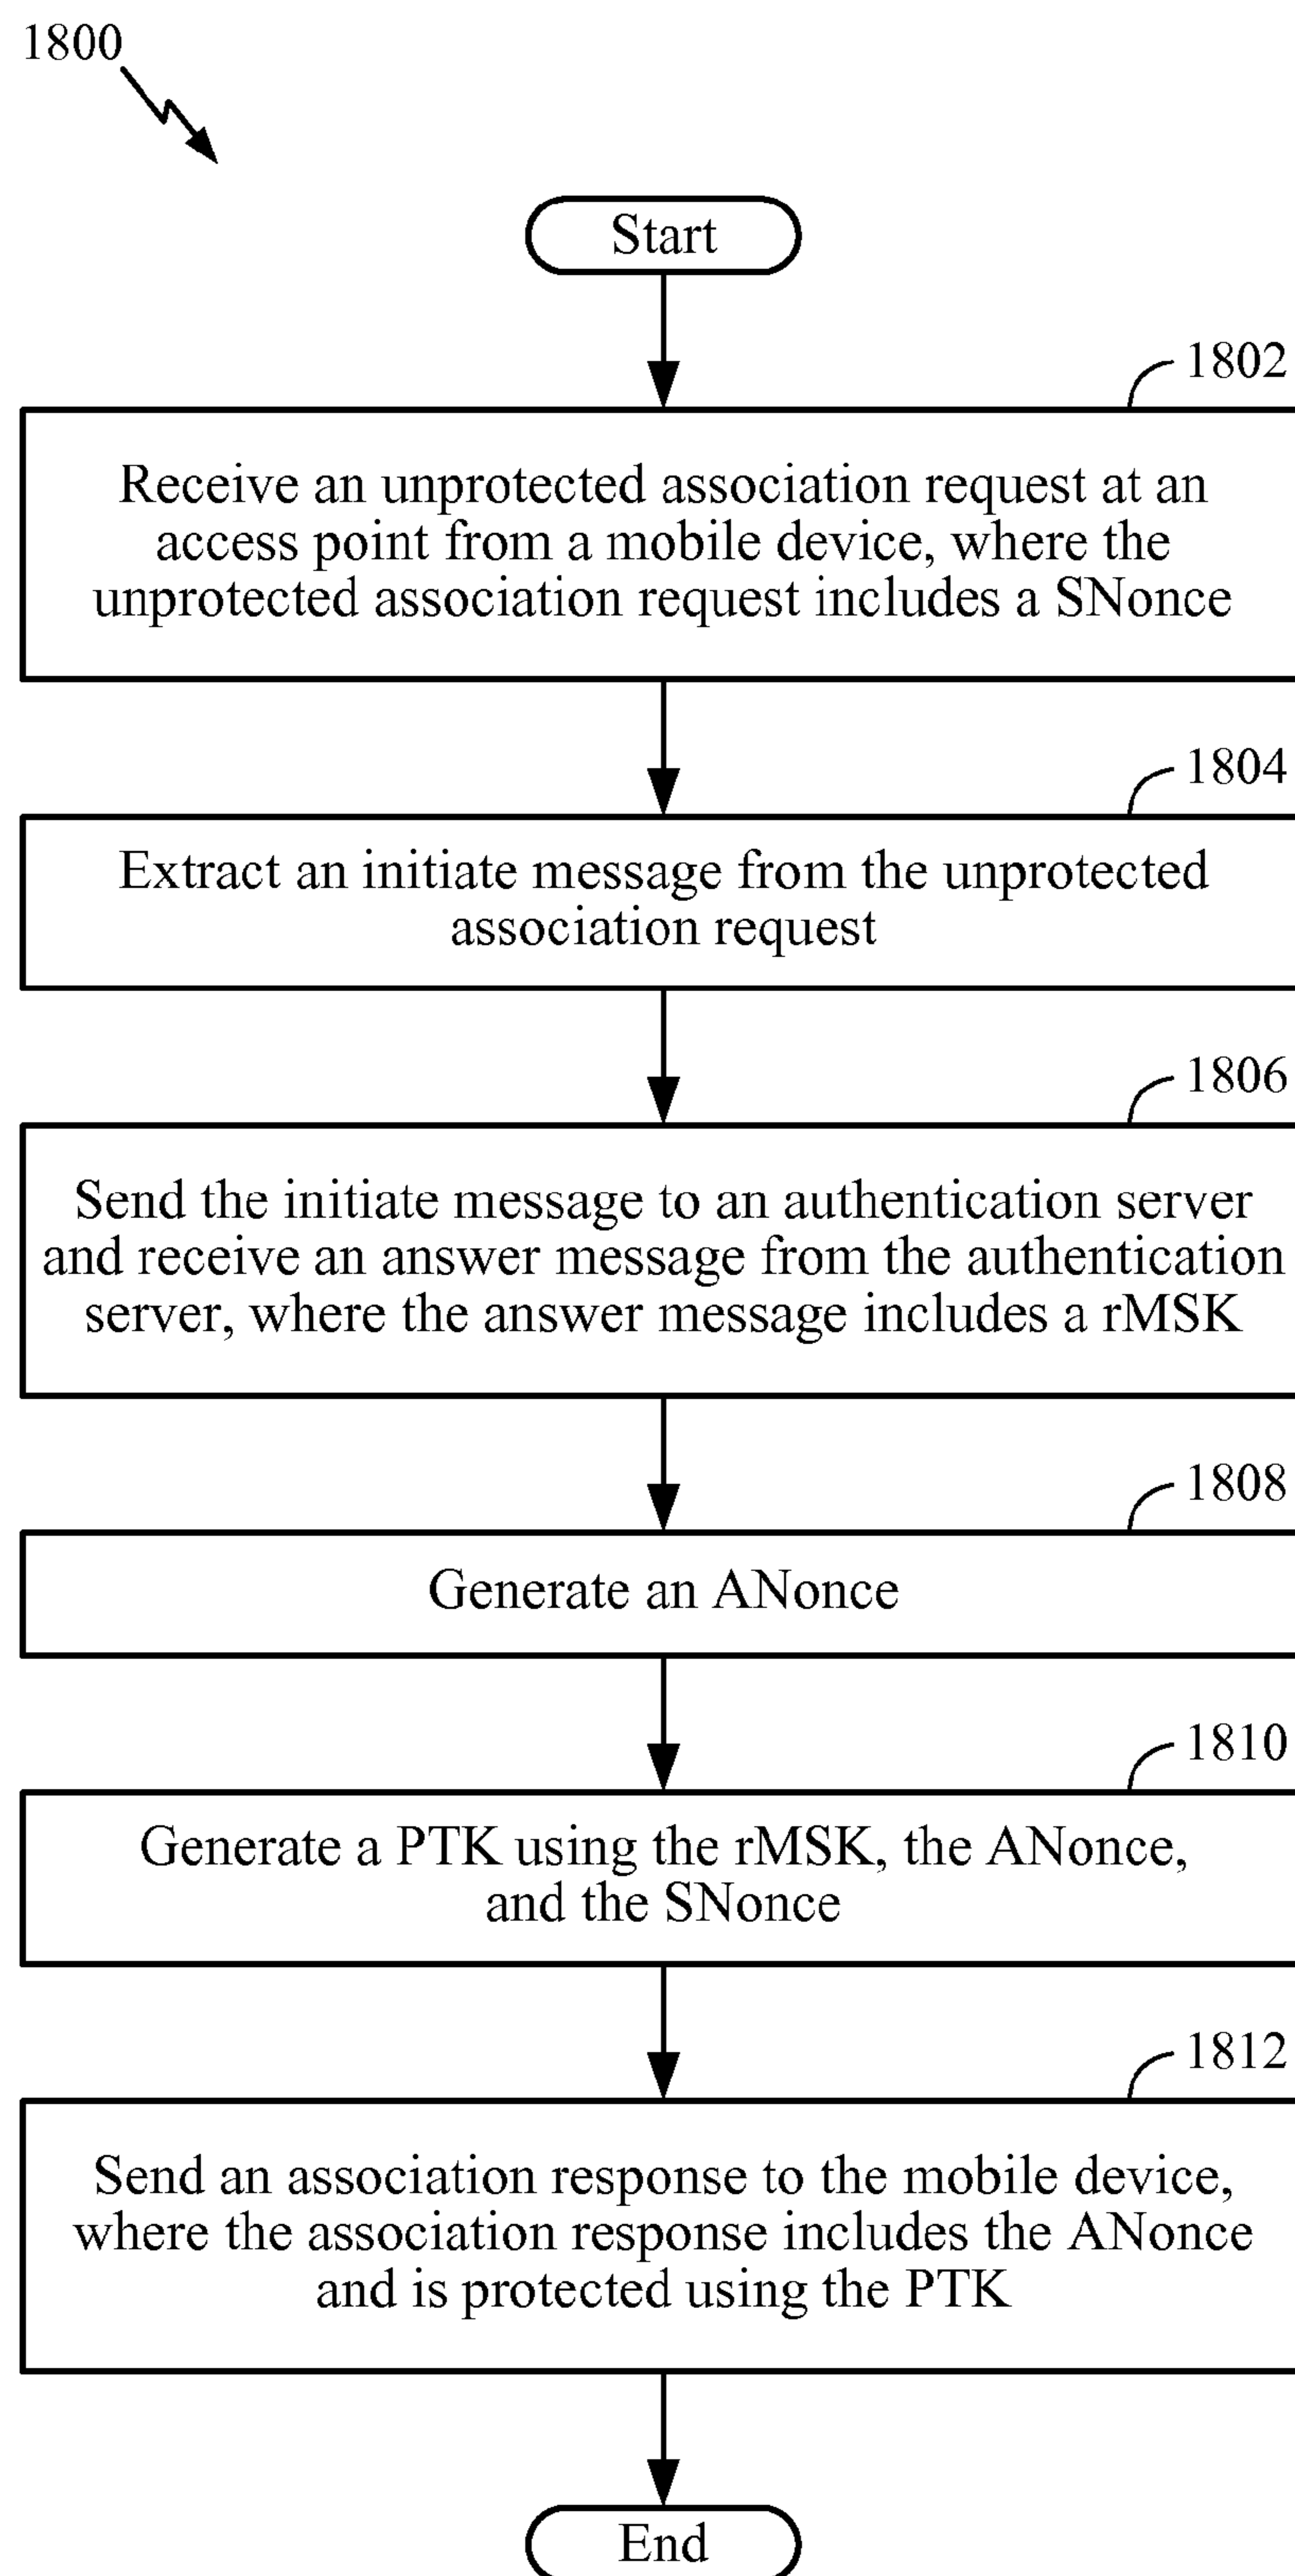 1800
Start
1802
Receive an unprotected association request at an
access point from a mobile device, where the
unprotected association request includes a SNonce
1804
Extract an initiate message from the unprotected
association request
1806
Send the initiate message to an authentication server
and receive an answer message from the authentication
server, where the answer message includes a rMSK
1808
Generate an ANonce
1810
Generate a PTK using the rMSK, the ANonce,
and the SNonce
1812
Send an association response to the mobile device,
where the association response includes the ANonce
and is protected using the PTK
End